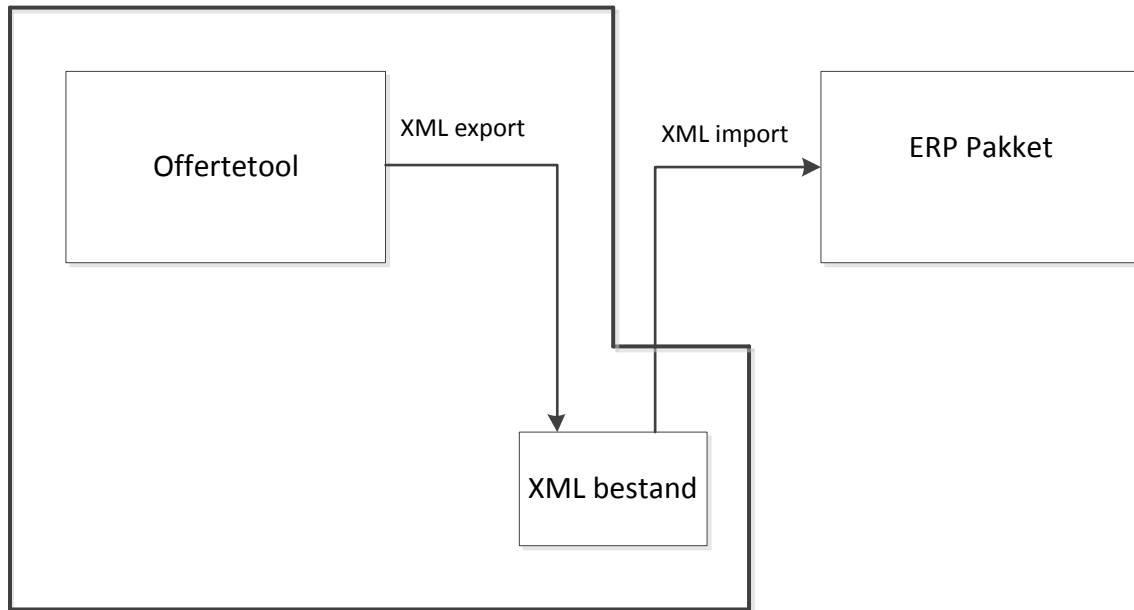 XML export
XML import
Offertetool
ERP Pakket
XML bestand